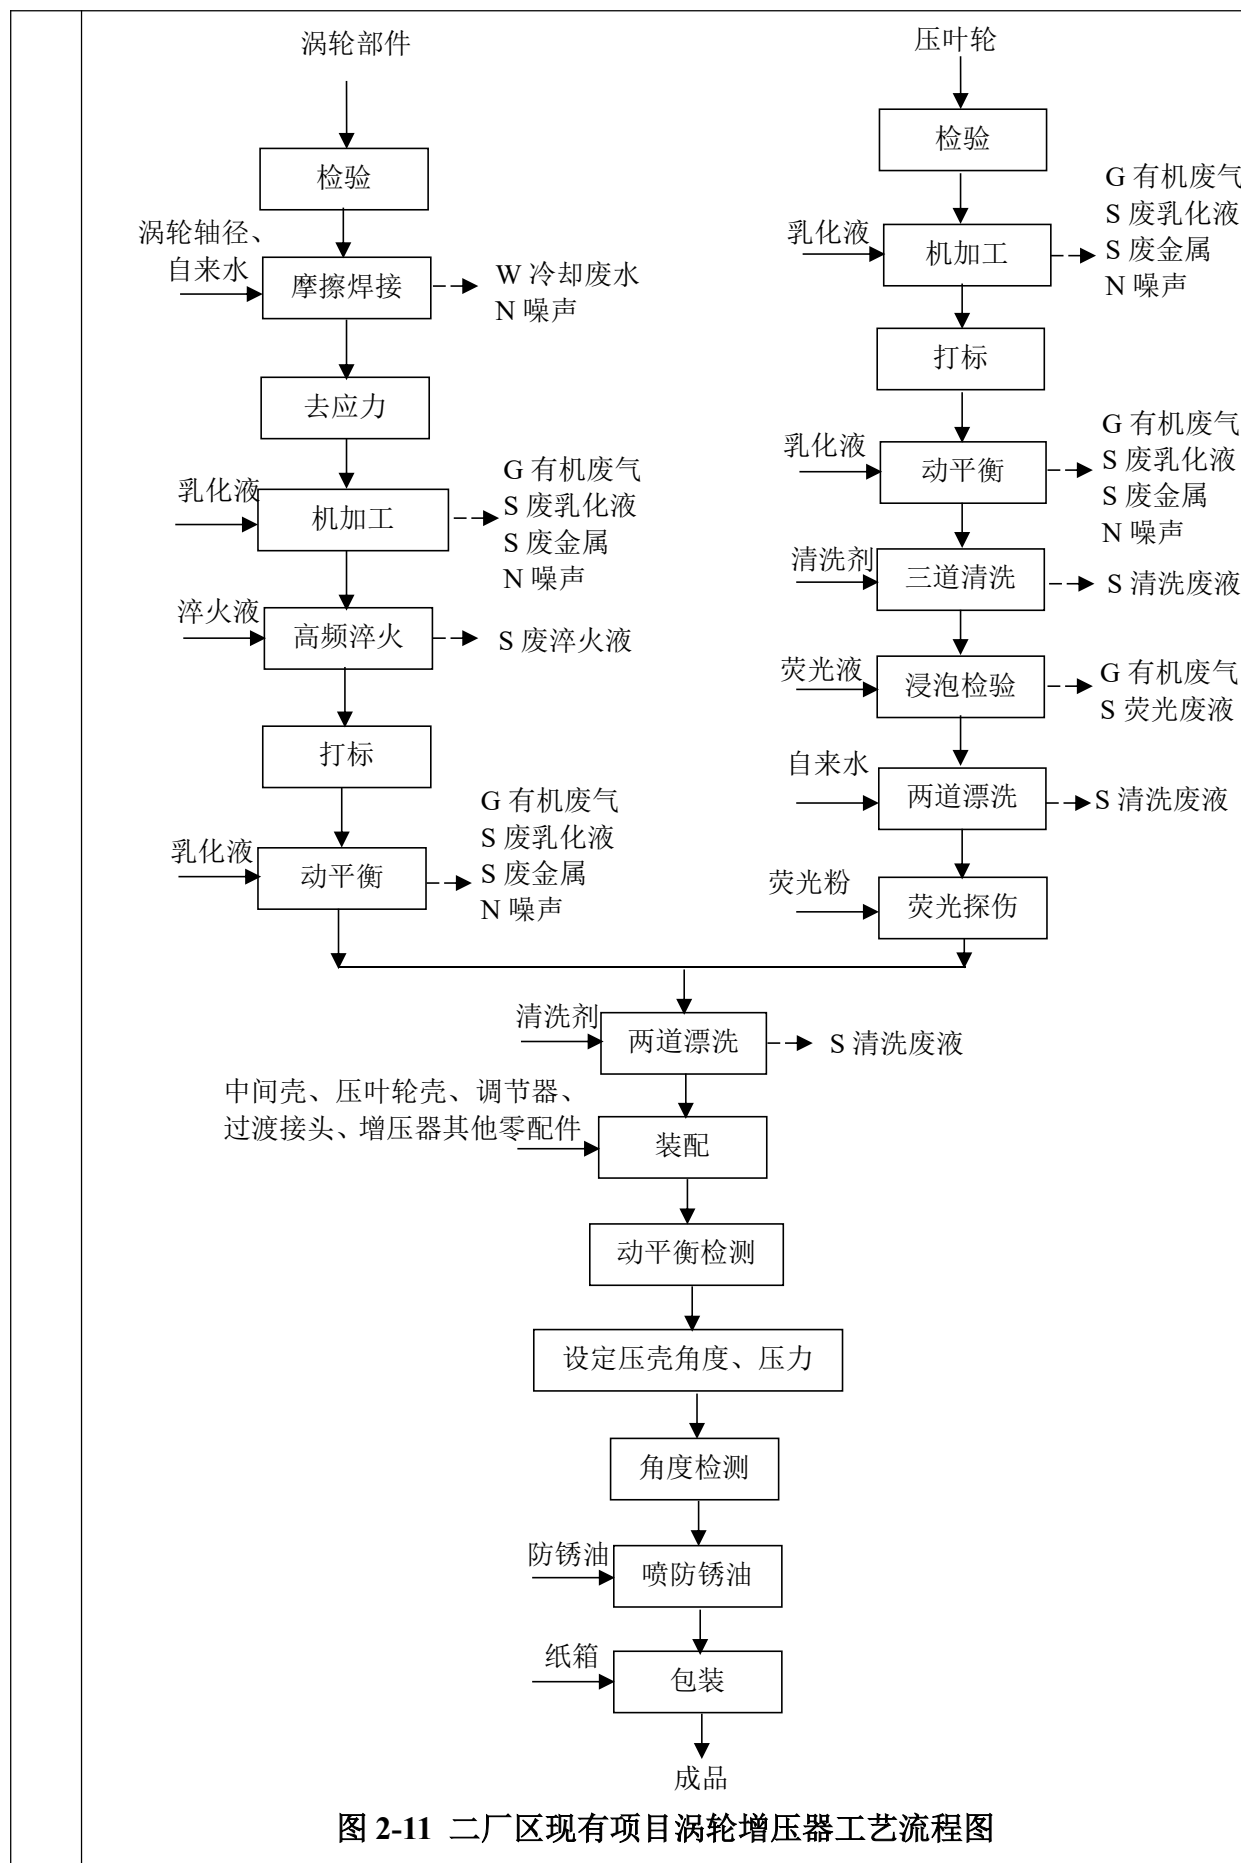 涡轮部件
检验
涡轮轴径、
自来水
摩擦焊接
W 冷却废水
N 噪声
去应力
乳化液
机加工
G 有机废气
S 废乳化液
S 废金属
N 噪声
淬火液
高频淬火
S 废淬火液
打标
乳化液
动平衡
G 有机废气
S 废乳化液
S 废金属
N 噪声
压叶轮
检验
乳化液
机加工
G 有机废气
S 废乳化液
S 废金属
N 噪声
打标
乳化液
动平衡
G 有机废气
S 废乳化液
S 废金属
N 噪声
清洗剂
三道清洗
S 清洗废液
荧光液
浸泡检验
G 有机废气
S 荧光废液
自来水
两道漂洗
S 清洗废液
荧光粉
荧光探伤
清洗剂
两道漂洗
S 清洗废液
中间壳、压叶轮壳、调节器、
过渡接头、增压器其他零配件
装配
动平衡检测
设定压壳角度、压力
角度检测
防锈油
喷防锈油
纸箱
包装
成品
图 2-11 二厂区现有项目涡轮增压器工艺流程图